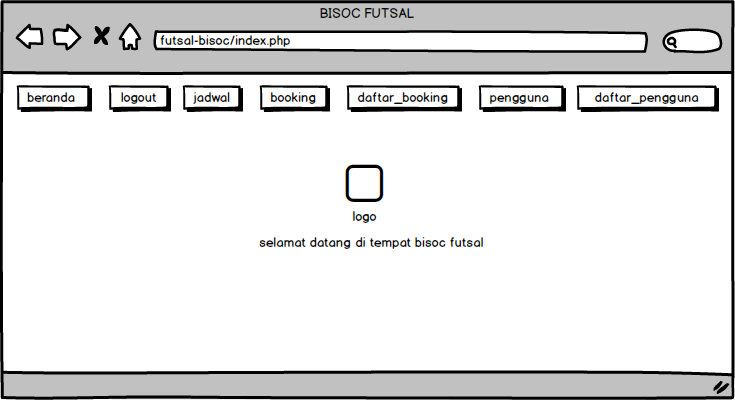 BISOC FUTSAL
futsal-bisoc/index.php
beranda logout jadwal booking daftar_booking pengguna daftar_pengguna
logo
selamat datang di tempat bisoc futsal